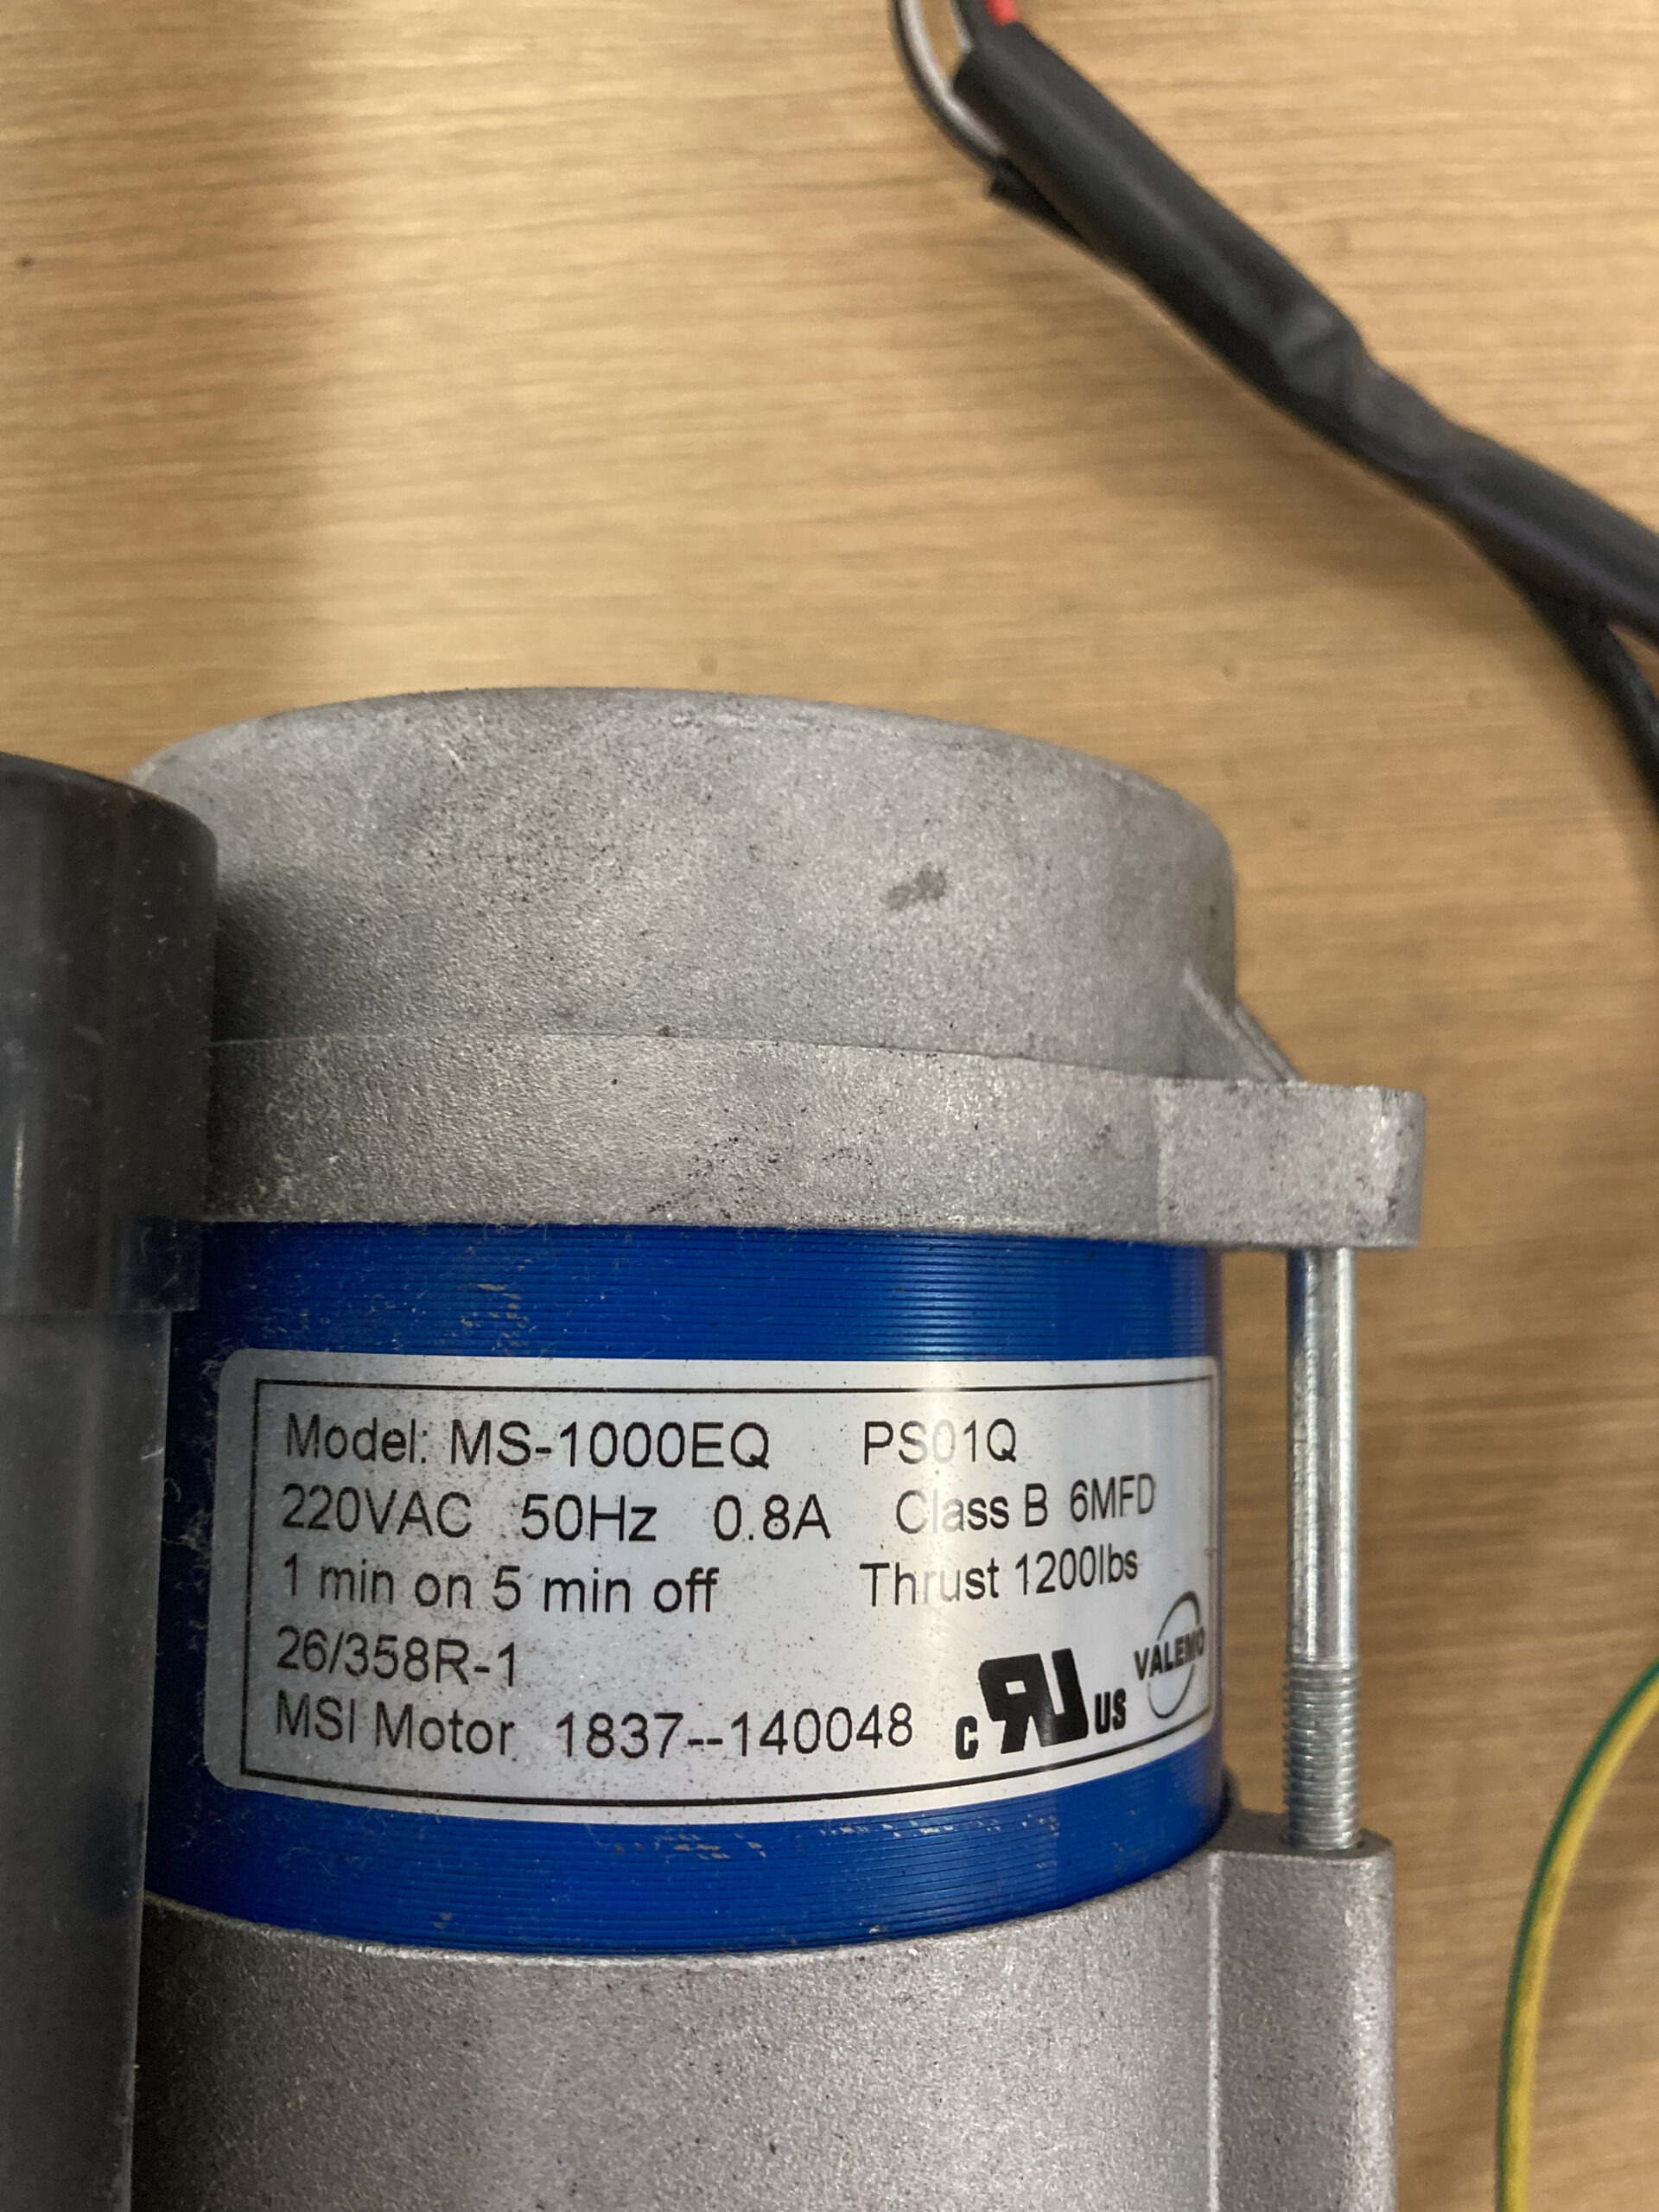 Model: MS-1000EQ PS01Q
220VAC 50Hz 0.8A Class B 6MFD
1 min on 5 min off Thrust 1200lbs
26/358R-1
MSI Motor 1837--140048 c RU US VALEMO